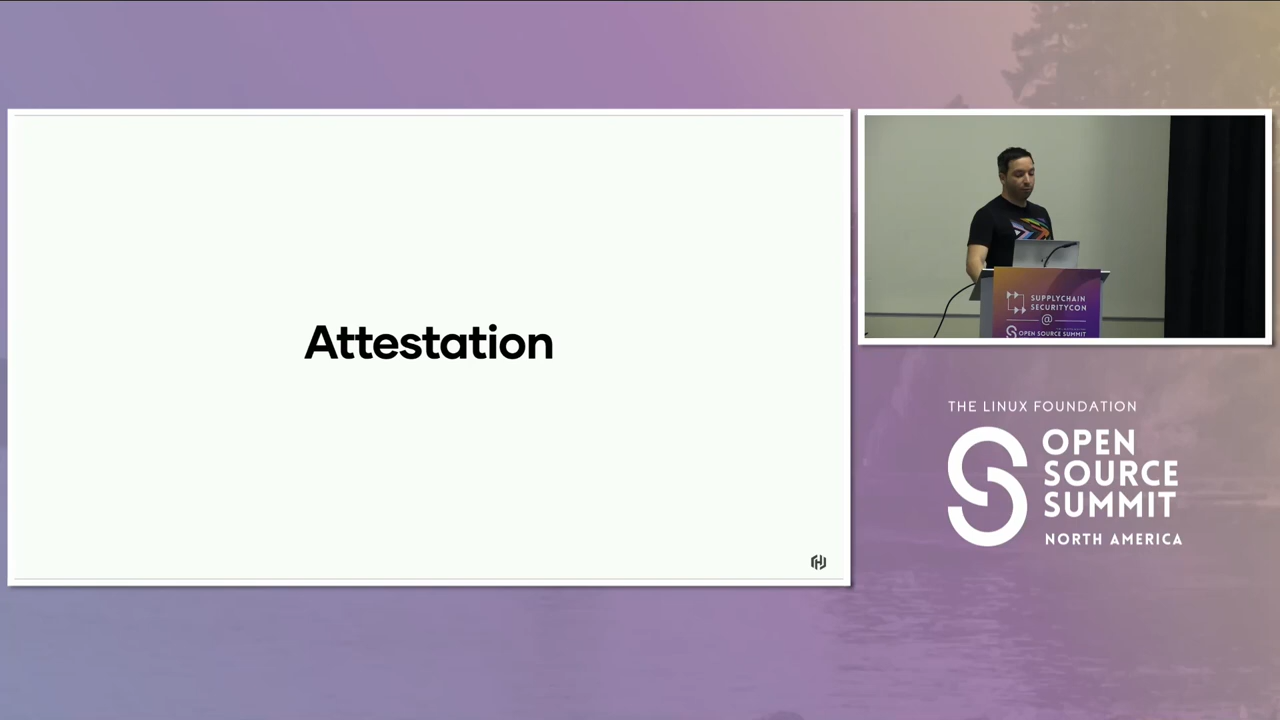 Attestation
SUPPLYCHAIN
SECURITYCON
@
OPEN SOURCE SUMMIT
THE LINUX FOUNDATION
OPEN
SOURCE
SUMMIT
NORTH AMERICA